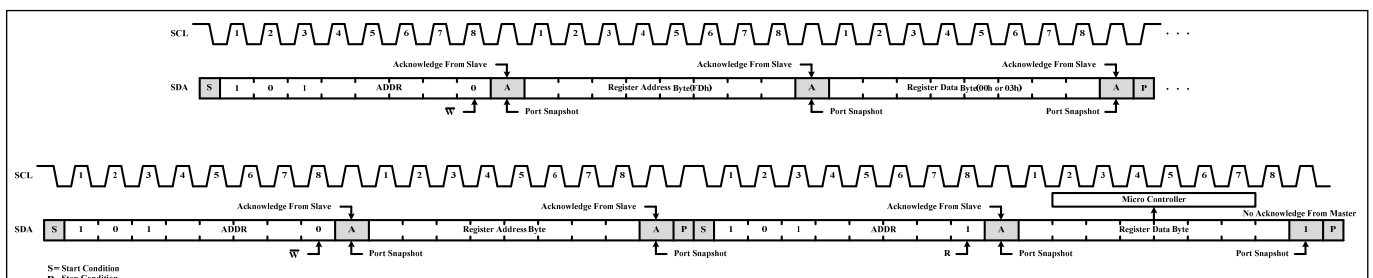 SCL 1 2 3 4 5 6 7 8 1 2 3 4 5 6 7 8 1 2 3 4 5 6 7 8 . . .
Acknowledge From Slave Acknowledge From Slave Acknowledge From Slave
SDA S 1 0 1 ADDR 0 A Register Address Byte(FDh) A Register Data Byte(00h or 03h) A P . . .
W Port Snapshot Port Snapshot Port Snapshot
SCL 1 2 3 4 5 6 7 8 1 2 3 4 5 6 7 8 1 2 3 4 5 6 7 8 1 2 3 4 5 6 7 8
Micro Controller
Acknowledge From Slave Acknowledge From Slave Acknowledge From Slave No Acknowledge From Master
SDA S 1 0 1 ADDR 0 A Register Address Byte A P S 1 0 1 ADDR 1 A Register Data Byte 1 P
W Port Snapshot Port Snapshot R Port Snapshot Port Snapshot
S= Start Condition